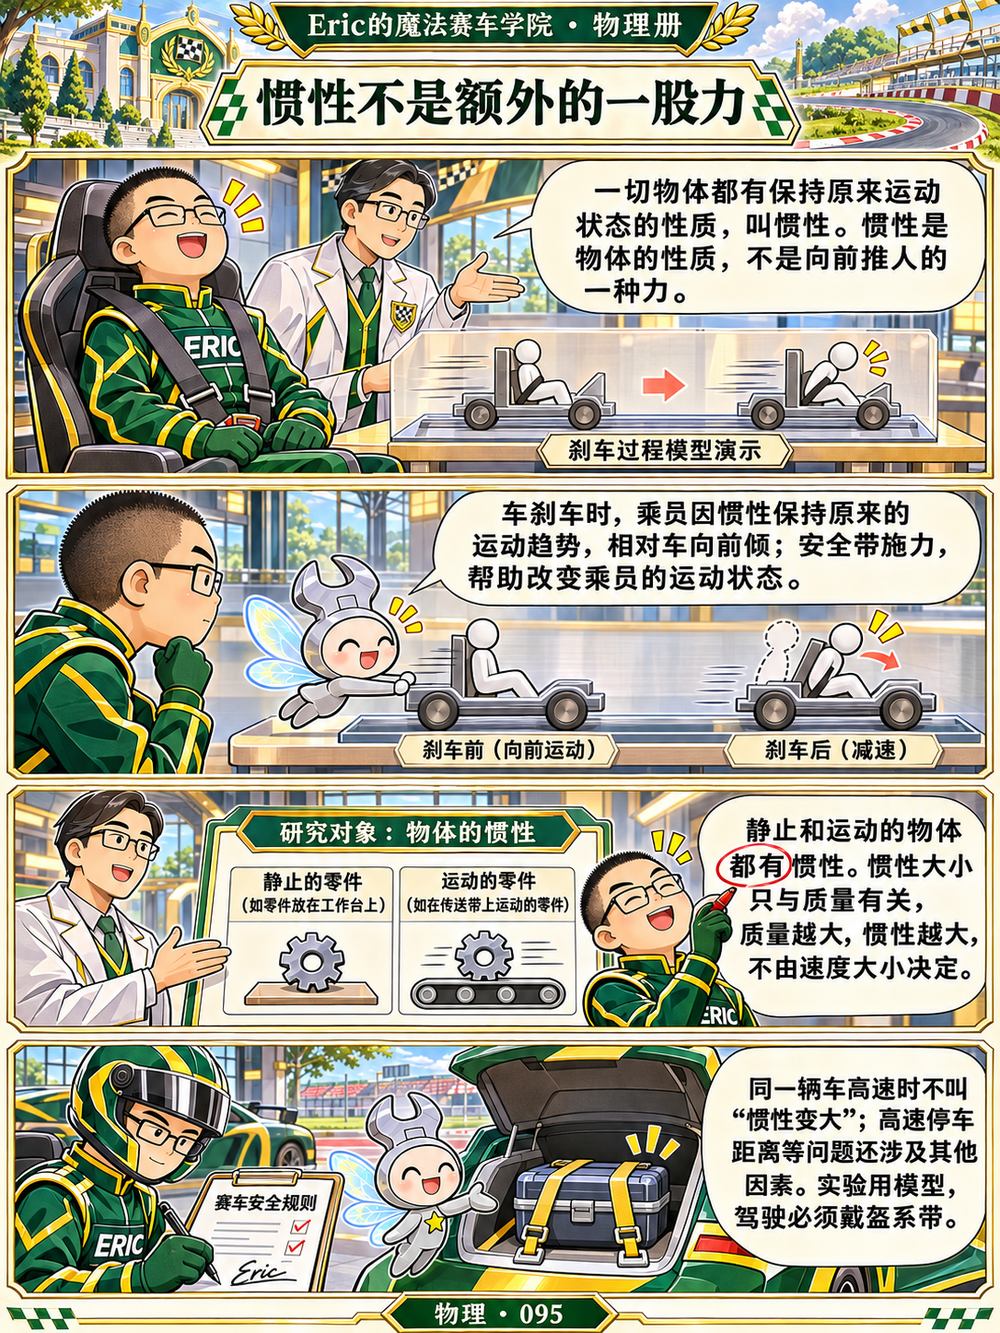 Eric的魔法赛车学院·物理册
惯性不是额外的一股力
一切物体都有保持原来运动
状态的性质，叫惯性。惯性是
物体的性质，不是向前推人的
一种力。
ERIC
刹车过程模型演示
车刹车时，乘员因惯性保持原来的
运动趋势，相对车向前倾；安全带施力，
帮助改变乘员的运动状态。
刹车前（向前运动）
刹车后（减速）
研究对象：物体的惯性
静止的零件
（如零件放在工作台上）
运动的零件
（如在传送带上运动的零件）
静止和运动的物体
都有惯性。惯性大小
只与质量有关，
质量越大，惯性越大，
不由速度大小决定。
ERIC
同一辆车高速时不叫
“惯性变大”；高速停车
距离等问题还涉及其他
因素。实验用模型，
驾驶必须戴盔系带。
赛车安全规则
Eric
ERIC
物理·095